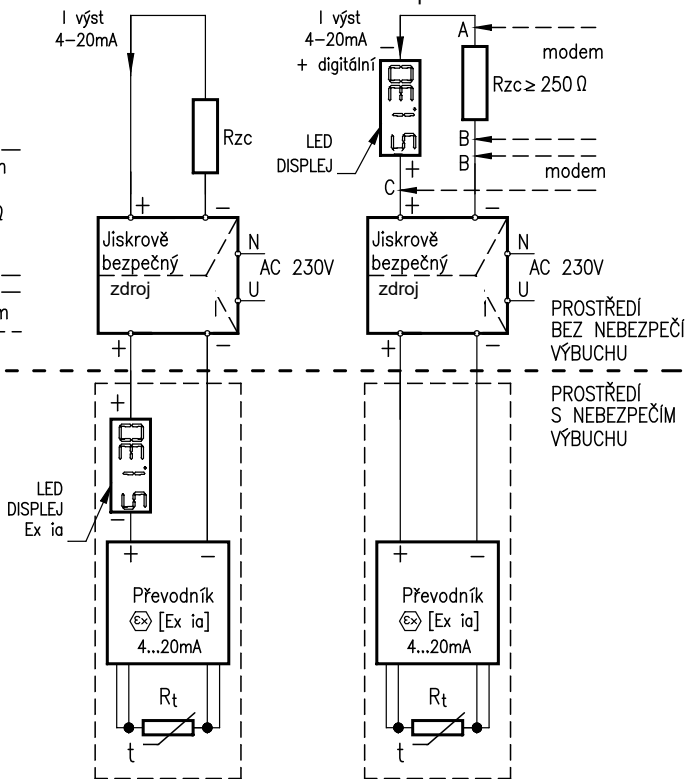 I výst
4-20mA
Rzc
Jiskrově
bezpečný
zdroj
+
−
+
−
N
U
AC 230V
+
−
LED
DISPLEJ
Ex ia
+
−
Převodník
Ex [Ex ia]
4...20mA
Rt
t
I výst
4-20mA
+ digitální
−
+
LED
DISPLEJ
A
modem
Rzc ≥ 250 Ω
B
B
modem
C
+
−
Jiskrově
bezpečný
zdroj
+
−
N
U
AC 230V
PROSTŘEDÍ
BEZ NEBEZPEČÍ
VÝBUCHU
PROSTŘEDÍ
S NEBEZPEČÍM
VÝBUCHU
+
−
Převodník
Ex [Ex ia]
4...20mA
Rt
t